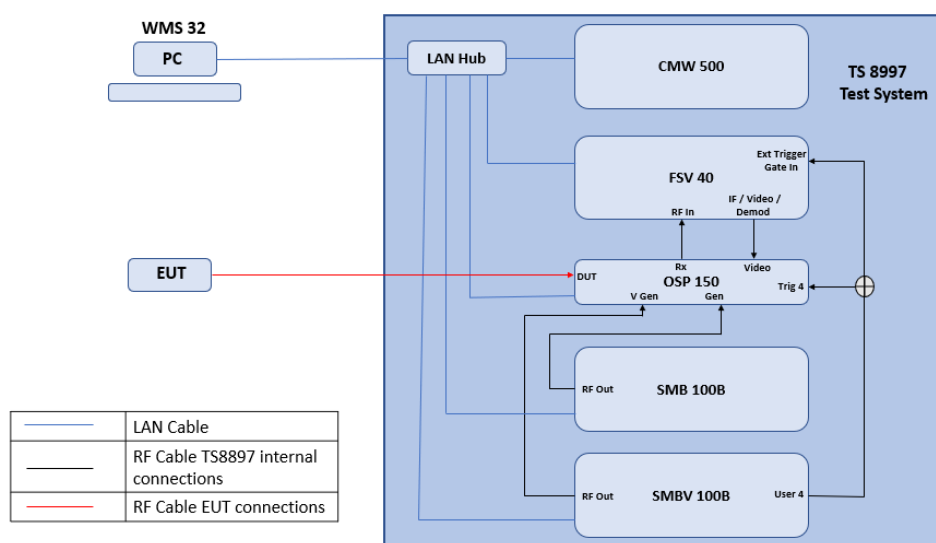 WMS 32
PC
LAN Hub
CMW 500
TS 8997
Test System
Ext Trigger
Gate In
FSV 40
IF / Video /
Demod
RF In
EUT
DUT
Rx
Video
OSP 150
Trig 4
V Gen
Gen
RF Out
SMB 100B
LAN Cable
RF Cable TS8897 internal
connections
RF Cable EUT connections
RF Out
SMBV 100B
User 4